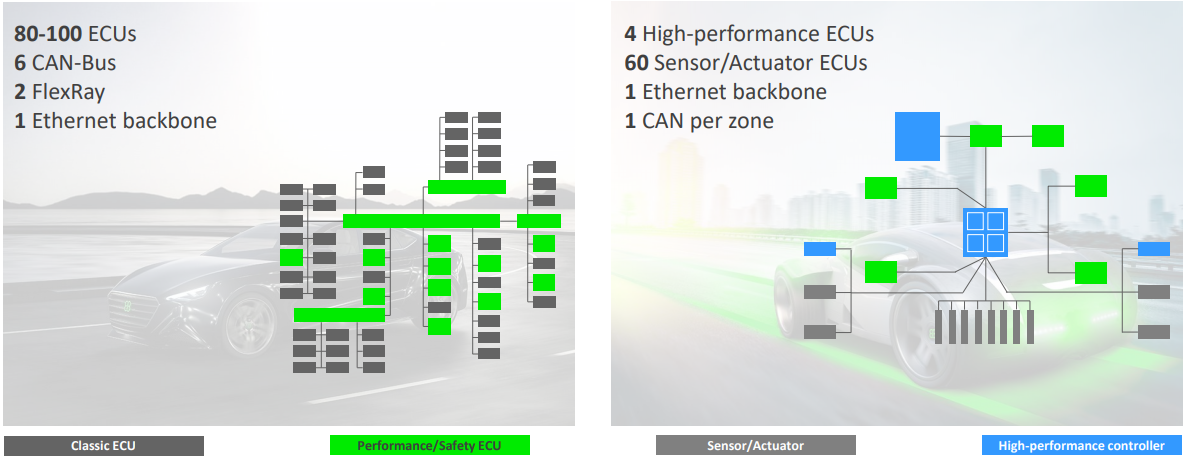 80-100 ECUs
6 CAN-Bus
2 FlexRay
1 Ethernet backbone
Classic ECU
Performance/Safety ECU
4 High-performance ECUs
60 Sensor/Actuator ECUs
1 Ethernet backbone
1 CAN per zone
Sensor/Actuator
High-performance controller